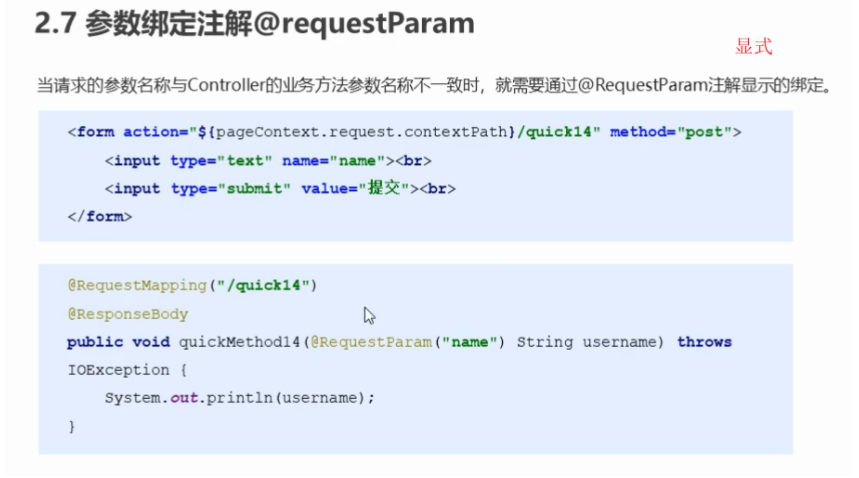 2.7 参数绑定注解@requestParam
显式
当请求的参数名称与Controller的业务方法参数名称不一致时，就需要通过@RequestParam注解显示的绑定。
<form action="${pageContext.request.contextPath}/quick14" method="post">
    <input type="text" name="name"><br>
    <input type="submit" value="提交"><br>
</form>
@RequestMapping("/quick14")
@ResponseBody
public void quickMethod14(@RequestParam("name") String username) throws
IOException {
    System.out.println(username);
}